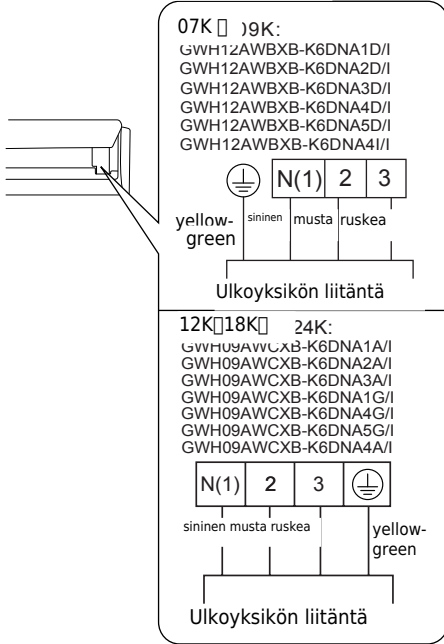 07K、09K:
GWH12AWBXB-K6DNA1D/I
GWH12AWBXB-K6DNA2D/I
GWH12AWBXB-K6DNA3D/I
GWH12AWBXB-K6DNA4D/I
GWH12AWBXB-K6DNA5D/I
GWH12AWBXB-K6DNA4I/I
N(1) 2 3
yellow-
green
sininen musta ruskea
Ulkoyksikön liitäntä
12K、18K、24K:
GWH09AWCXB-K6DNA1A/I
GWH09AWCXB-K6DNA2A/I
GWH09AWCXB-K6DNA3A/I
GWH09AWCXB-K6DNA1G/I
GWH09AWCXB-K6DNA4G/I
GWH09AWCXB-K6DNA5G/I
GWH09AWCXB-K6DNA4A/I
N(1) 2 3
sininen musta ruskea
yellow-
green
Ulkoyksikön liitäntä